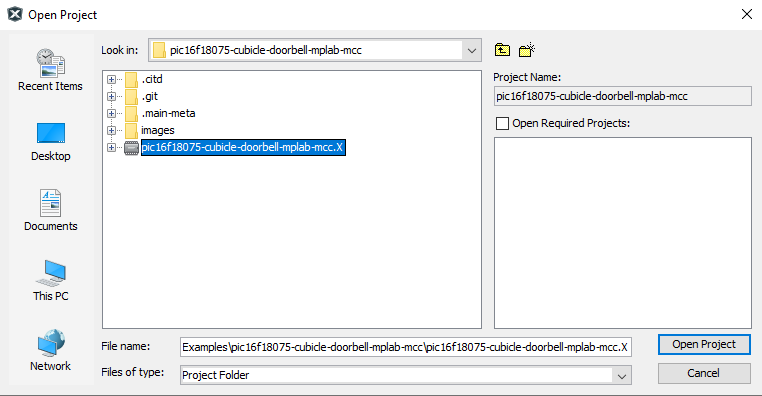 Open Project
Look in: pic16f18075-cubicle-doorbell-mplab-mcc
Recent Items
Desktop
Documents
This PC
Network
.citd
.git
.main-meta
images
pic16f18075-cubicle-doorbell-mplab-mcc.X
Project Name:
pic16f18075-cubicle-doorbell-mplab-mcc
Open Required Projects:
File name: Examples\pic16f18075-cubicle-doorbell-mplab-mcc\pic16f18075-cubicle-doorbell-mplab-mcc.X
Files of type: Project Folder
Open Project
Cancel